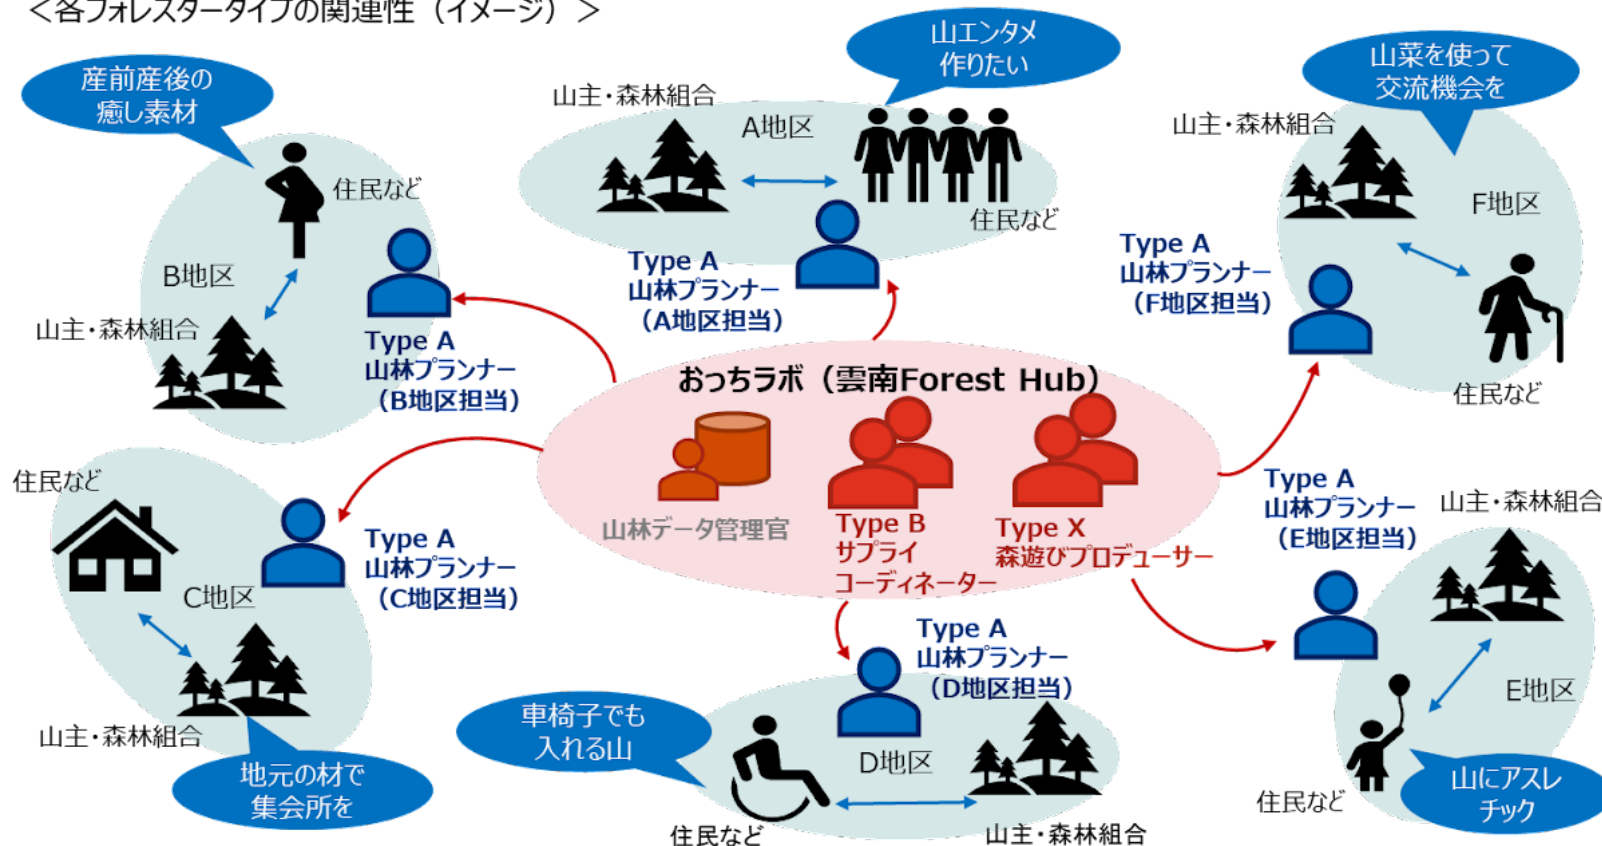 ＜各フォレスタータイプの関連性（イメージ）＞
産前産後の
癒し素材
住民など
B地区
山主・森林組合
Type A
山林プランナー
（B地区担当）
山エンタメ
作りたい
山主・森林組合
A地区
住民など
Type A
山林プランナー
（A地区担当）
山菜を使って
交流機会を
山主・森林組合
F地区
Type A
山林プランナー
（F地区担当）
住民など
おっちラボ（雲南Forest Hub）
山林データ管理官
Type B
サプライ
コーディネーター
Type X
森遊びプロデューサー
住民など
C地区
Type A
山林プランナー
（C地区担当）
山主・森林組合
地元の材で
集会所を
Type A
山林プランナー
（D地区担当）
車椅子でも
入れる山
D地区
住民など
山主・森林組合
Type A
山林プランナー
（E地区担当）
山主・森林組合
E地区
住民など
山にアスレ
チック